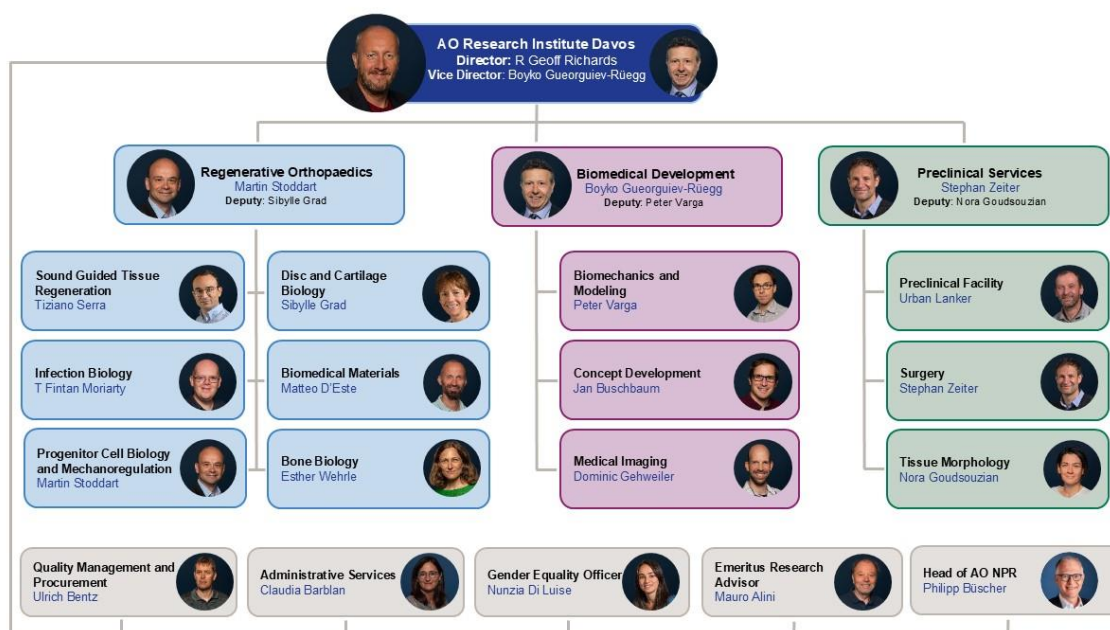 AO Research Institute Davos
Director: R Geoff Richards
Vice Director: Boyko Gueorguiev-Rüegg
Regenerative Orthopaedics
Martin Stoddart
Deputy: Sibylle Grad
Biomedical Development
Boyko Gueorguiev-Rüegg
Deputy: Peter Varga
Preclinical Services
Stephan Zeiter
Deputy: Nora Goudsouzian
Sound Guided Tissue
Regeneration
Tiziano Serra
Disc and Cartilage
Biology
Sibylle Grad
Biomechanics and
Modeling
Peter Varga
Preclinical Facility
Urban Lanker
Infection Biology
T Fintan Moriarty
Biomedical Materials
Matteo D'Este
Concept Development
Jan Buschbaum
Surgery
Stephan Zeiter
Progenitor Cell Biology
and Mechanoregulation
Martin Stoddart
Bone Biology
Esther Wehrle
Medical Imaging
Dominic Gehweiler
Tissue Morphology
Nora Goudsouzian
Quality Management and
Procurement
Ulrich Bentz
Administrative Services
Claudia Barblan
Gender Equality Officer
Nunzia Di Luise
Emeritus Research
Advisor
Mauro Alini
Head of AO NPR
Philipp Büscher